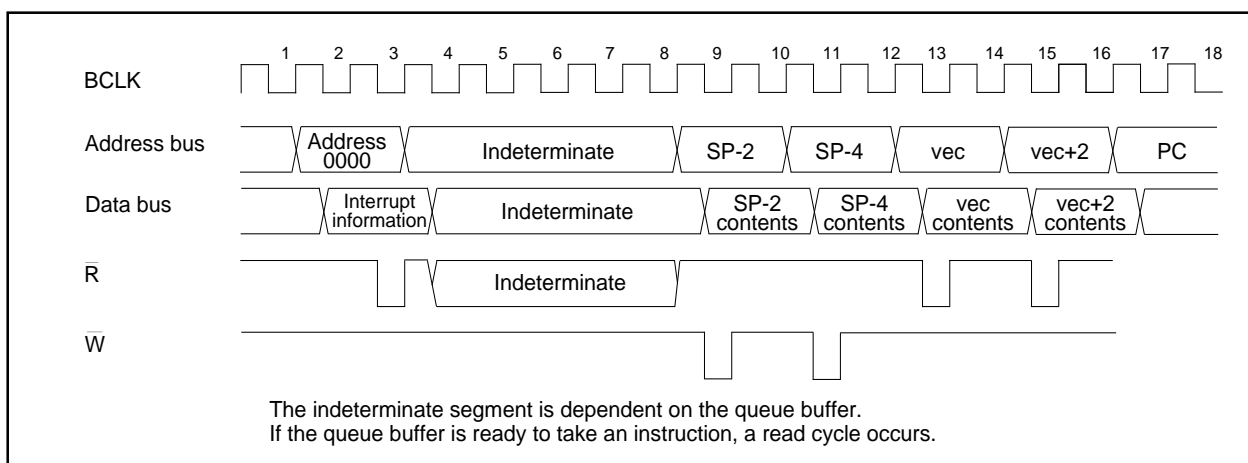 1 2 3 4 5 6 7 8 9 10 11 12 13 14 15 16 17 18
BCLK
Address bus
Address
0000
Indeterminate
SP-2
SP-4
vec
vec+2
PC
Data bus
Interrupt
information
Indeterminate
SP-2
contents
SP-4
contents
vec
contents
vec+2
contents
R̅
Indeterminate
W̅
The indeterminate segment is dependent on the queue buffer.
If the queue buffer is ready to take an instruction, a read cycle occurs.